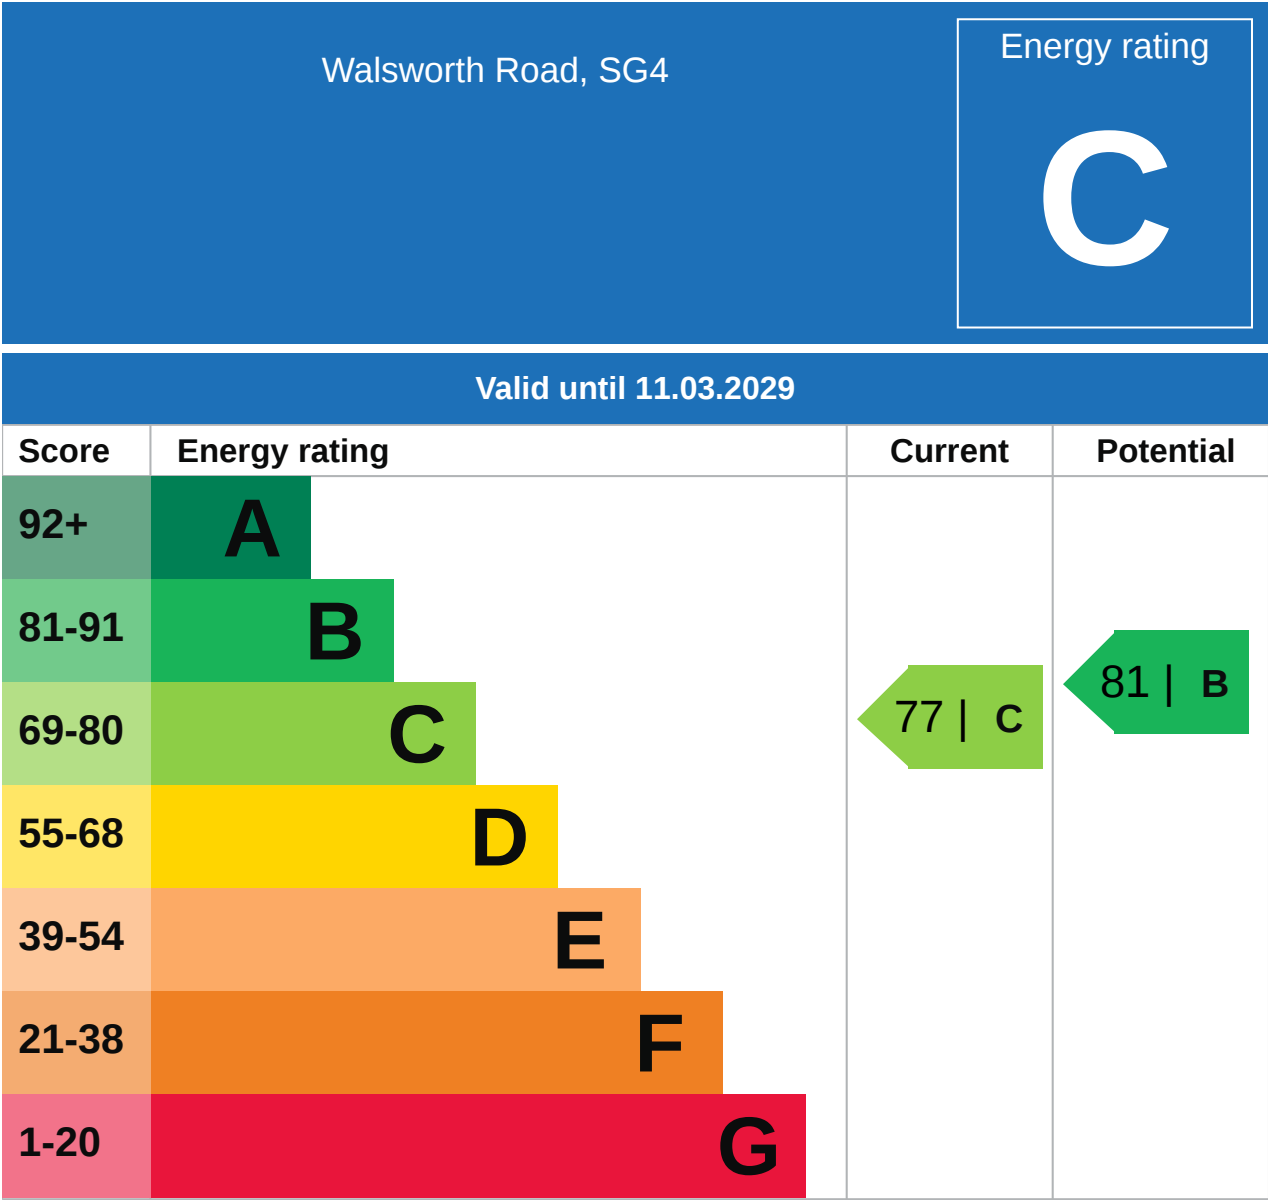 Walsworth Road, SG4
Energy rating
C
Valid until 11.03.2029
Score Energy rating Current Potential
92+ A
81-91 B
69-80 C
77 | C
81 | B
55-68 D
39-54 E
21-38 F
1-20 G